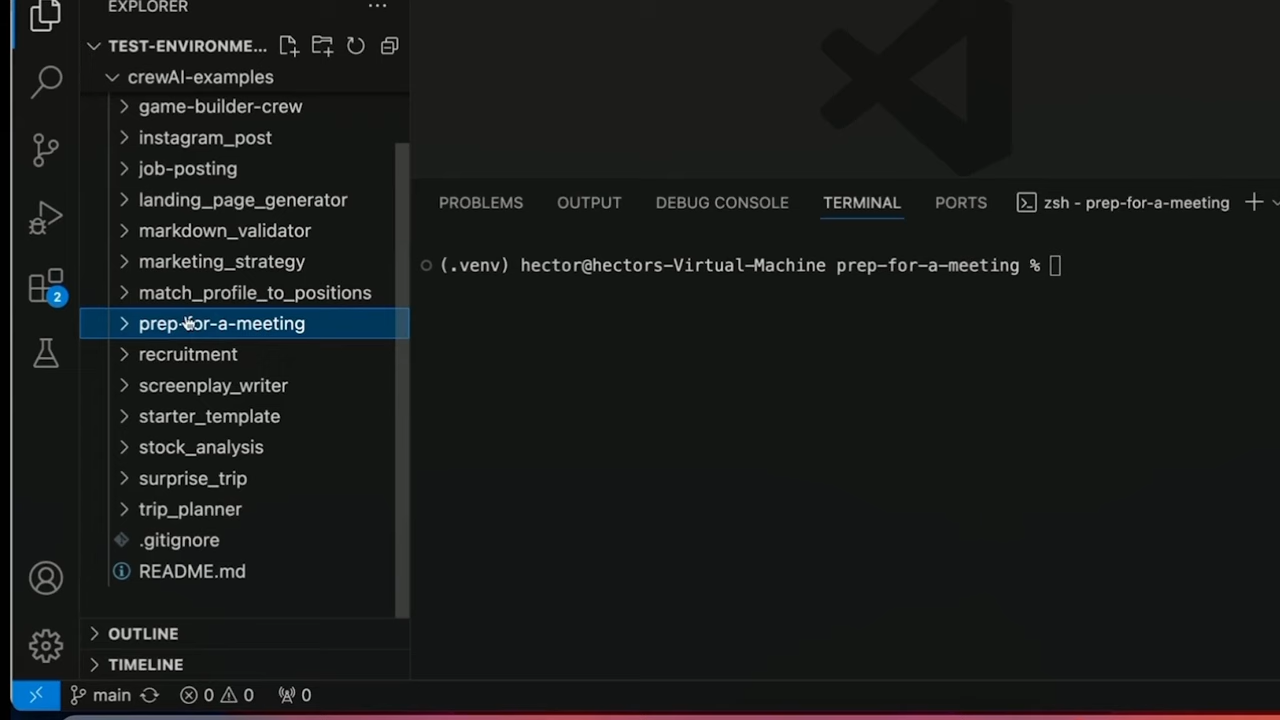 EXPLORER
TEST-ENVIRONME...
crewAI-examples
game-builder-crew
instagram_post
job-posting
landing_page_generator
markdown_validator
marketing_strategy
match_profile_to_positions
prep-for-a-meeting
recruitment
screenplay_writer
starter_template
stock_analysis
surprise_trip
trip_planner
.gitignore
README.md
OUTLINE
TIMELINE
2
PROBLEMS OUTPUT DEBUG CONSOLE TERMINAL PORTS zsh - prep-for-a-meeting
(.venv) hector@hectors-Virtual-Machine prep-for-a-meeting %
main 0 0 0